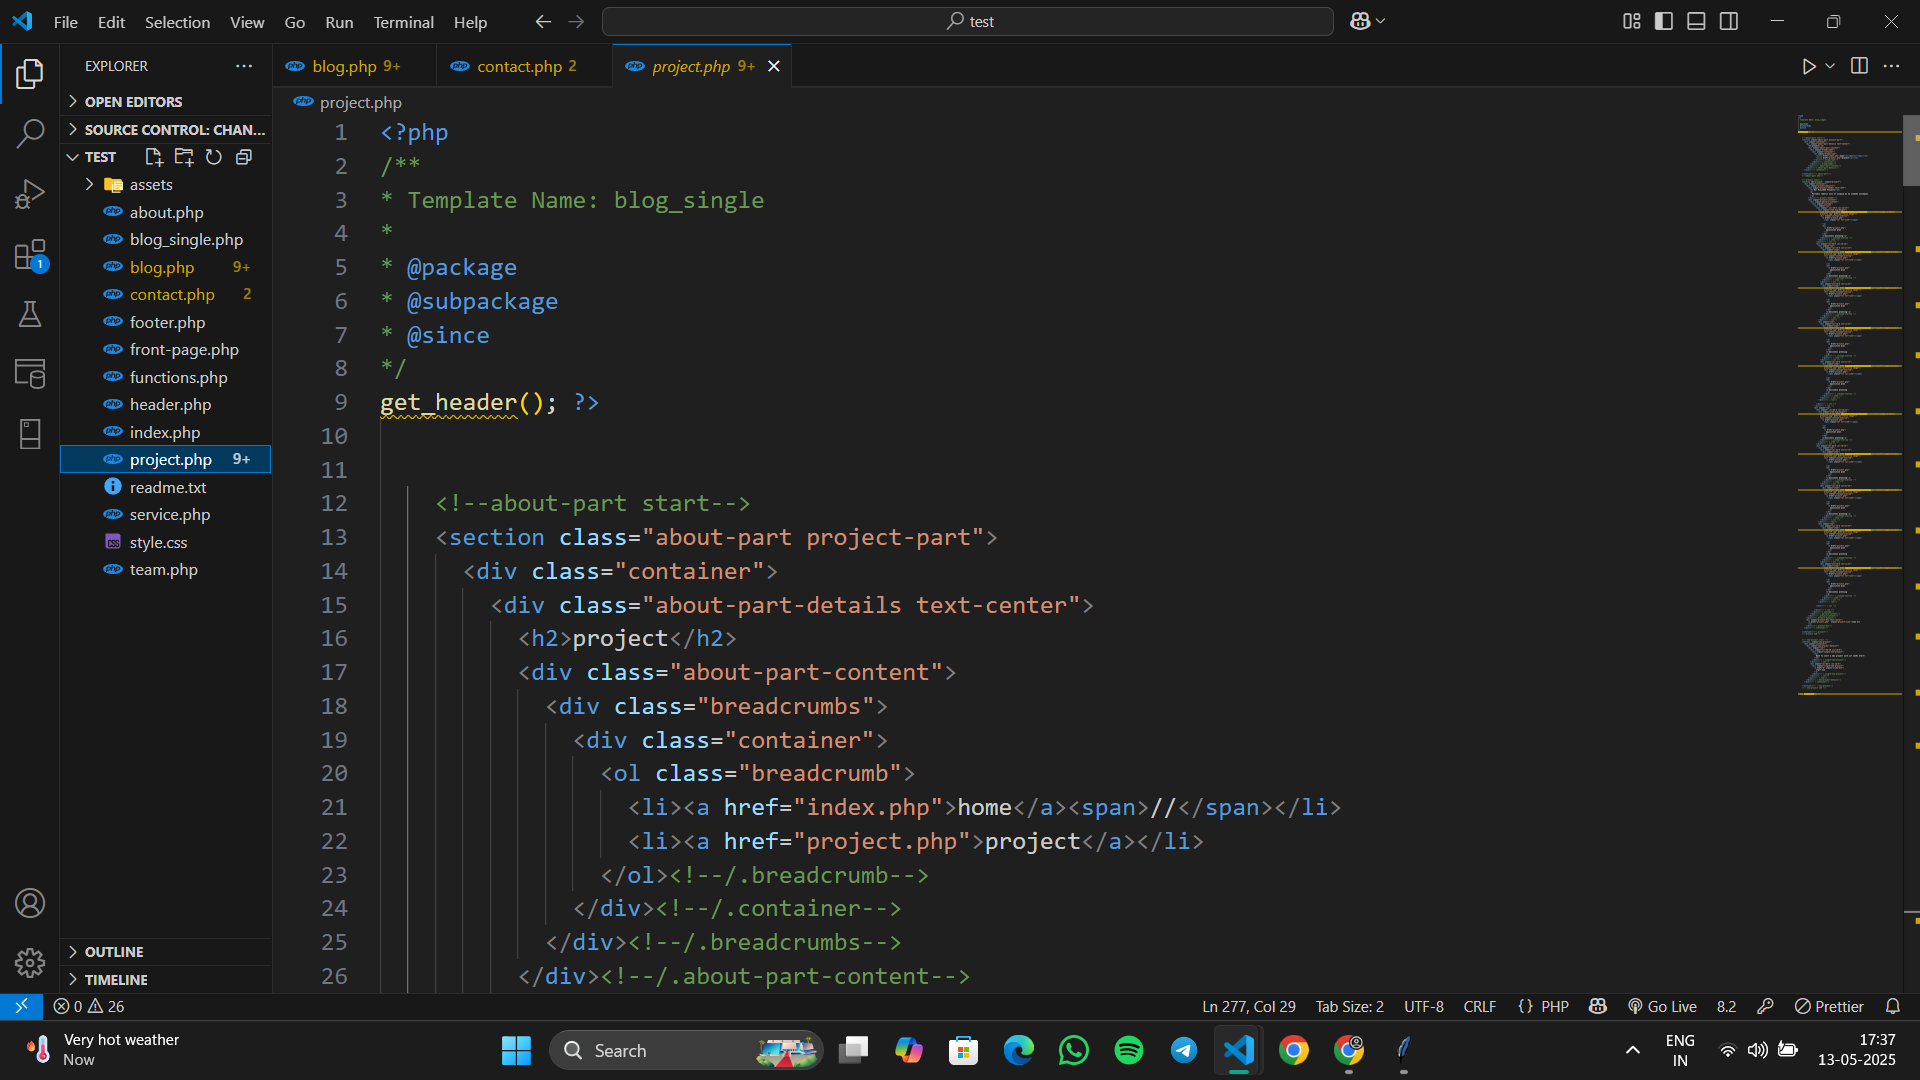 File Edit Selection View Go Run Terminal Help
test
EXPLORER
OPEN EDITORS
SOURCE CONTROL: CHAN...
TEST
assets
about.php
blog_single.php
blog.php 9+
contact.php 2
footer.php
front-page.php
functions.php
header.php
index.php
project.php 9+
readme.txt
service.php
style.css
team.php
OUTLINE
TIMELINE
1
blog.php 9+ contact.php 2 project.php 9+
project.php
1 <?php
2 /**
3 * Template Name: blog_single
4 *
5 * @package
6 * @subpackage
7 * @since
8 */
9 get_header(); ?>
10
11
12 <!--about-part start-->
13 <section class="about-part project-part">
14 <div class="container">
15 <div class="about-part-details text-center">
16 <h2>project</h2>
17 <div class="about-part-content">
18 <div class="breadcrumbs">
19 <div class="container">
20 <ol class="breadcrumb">
21 <li><a href="index.php">home</a><span>//</span></li>
22 <li><a href="project.php">project</a></li>
23 </ol><!--/.breadcrumb-->
24 </div><!--/.container-->
25 </div><!--/.breadcrumbs-->
26 </div><!--/.about-part-content-->
0 26
Ln 277, Col 29 Tab Size: 2 UTF-8 CRLF {} PHP Go Live 8.2 Prettier
Very hot weather
Now
Search
ENG
IN
17:37
13-05-2025